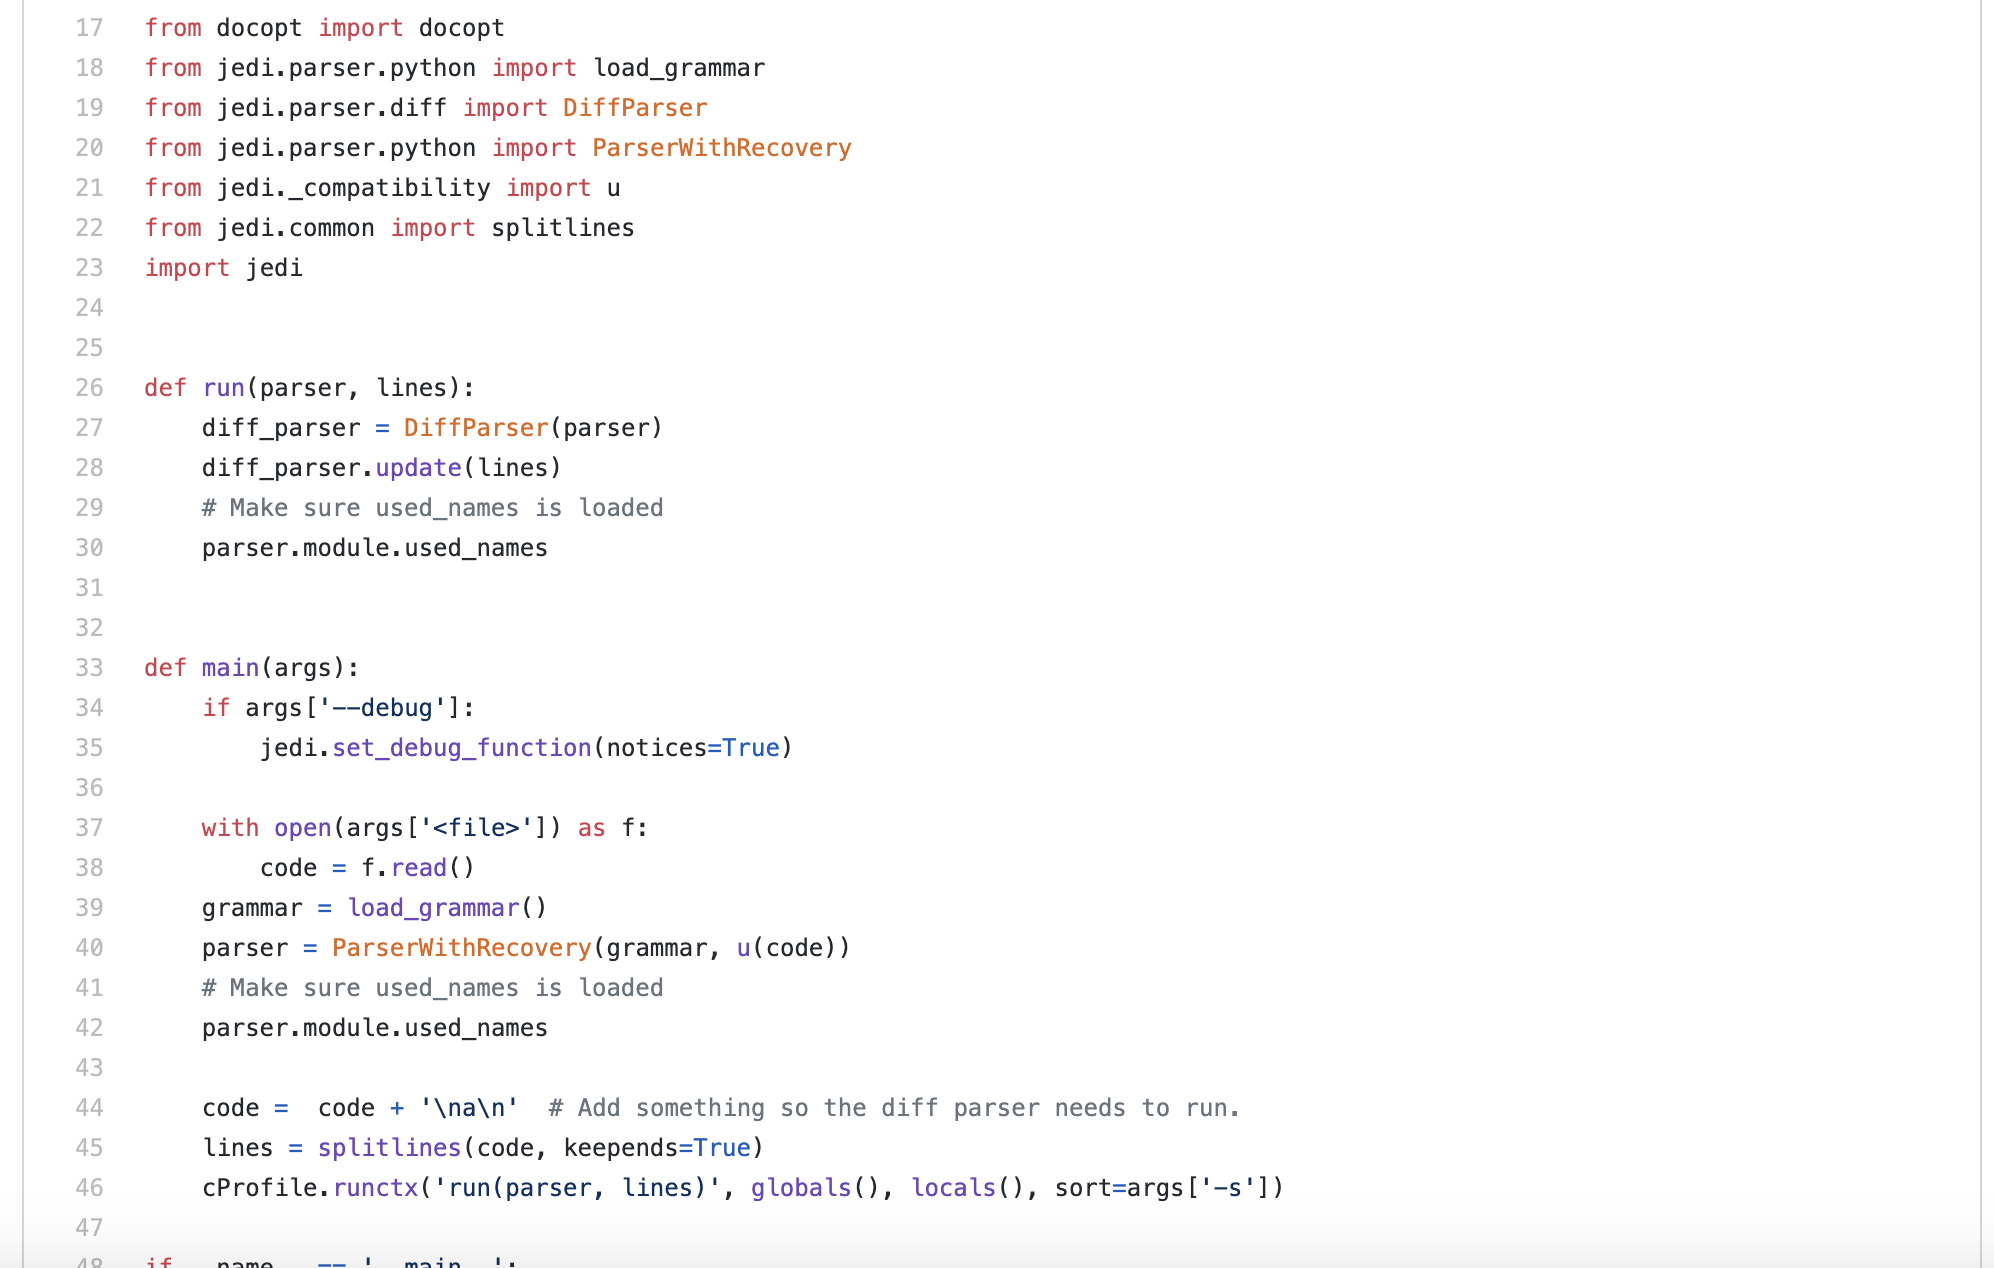 17 from docopt import docopt
18 from jedi.parser.python import load_grammar
19 from jedi.parser.diff import DiffParser
20 from jedi.parser.python import ParserWithRecovery
21 from jedi._compatibility import u
22 from jedi.common import splitlines
23 import jedi
24
25
26 def run(parser, lines):
27     diff_parser = DiffParser(parser)
28     diff_parser.update(lines)
29     # Make sure used_names is loaded
30     parser.module.used_names
31
32
33 def main(args):
34     if args['--debug']:
35         jedi.set_debug_function(notices=True)
36
37     with open(args['<file>']) as f:
38         code = f.read()
39     grammar = load_grammar()
40     parser = ParserWithRecovery(grammar, u(code))
41     # Make sure used_names is loaded
42     parser.module.used_names
43
44     code =  code + '\na\n'  # Add something so the diff parser needs to run.
45     lines = splitlines(code, keepends=True)
46     cProfile.runctx('run(parser, lines)', globals(), locals(), sort=args['-s'])
47
48 if __name__ == '__main__':